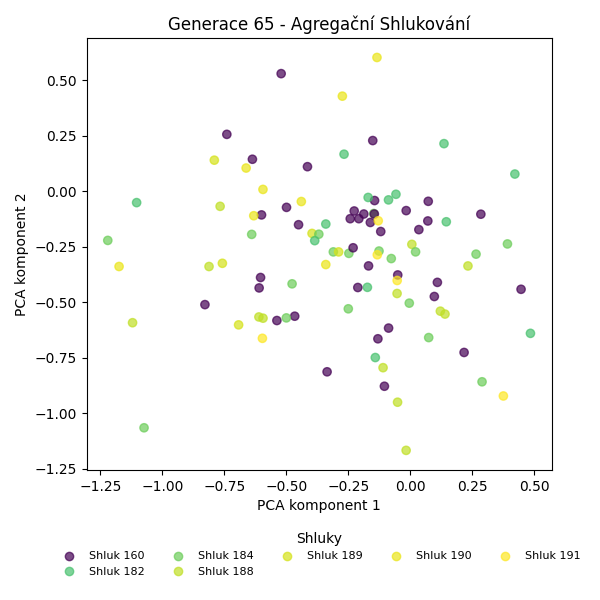 Generace 65 - Agregační Shlukování
PCA komponent 2
0.50
0.25
0.00
−0.25
−0.50
−0.75
−1.00
−1.25
−1.25 −1.00 −0.75 −0.50 −0.25 0.00 0.25 0.50
PCA komponent 1
Shluky
Shluk 160 Shluk 184 Shluk 189 Shluk 190 Shluk 191
Shluk 182 Shluk 188